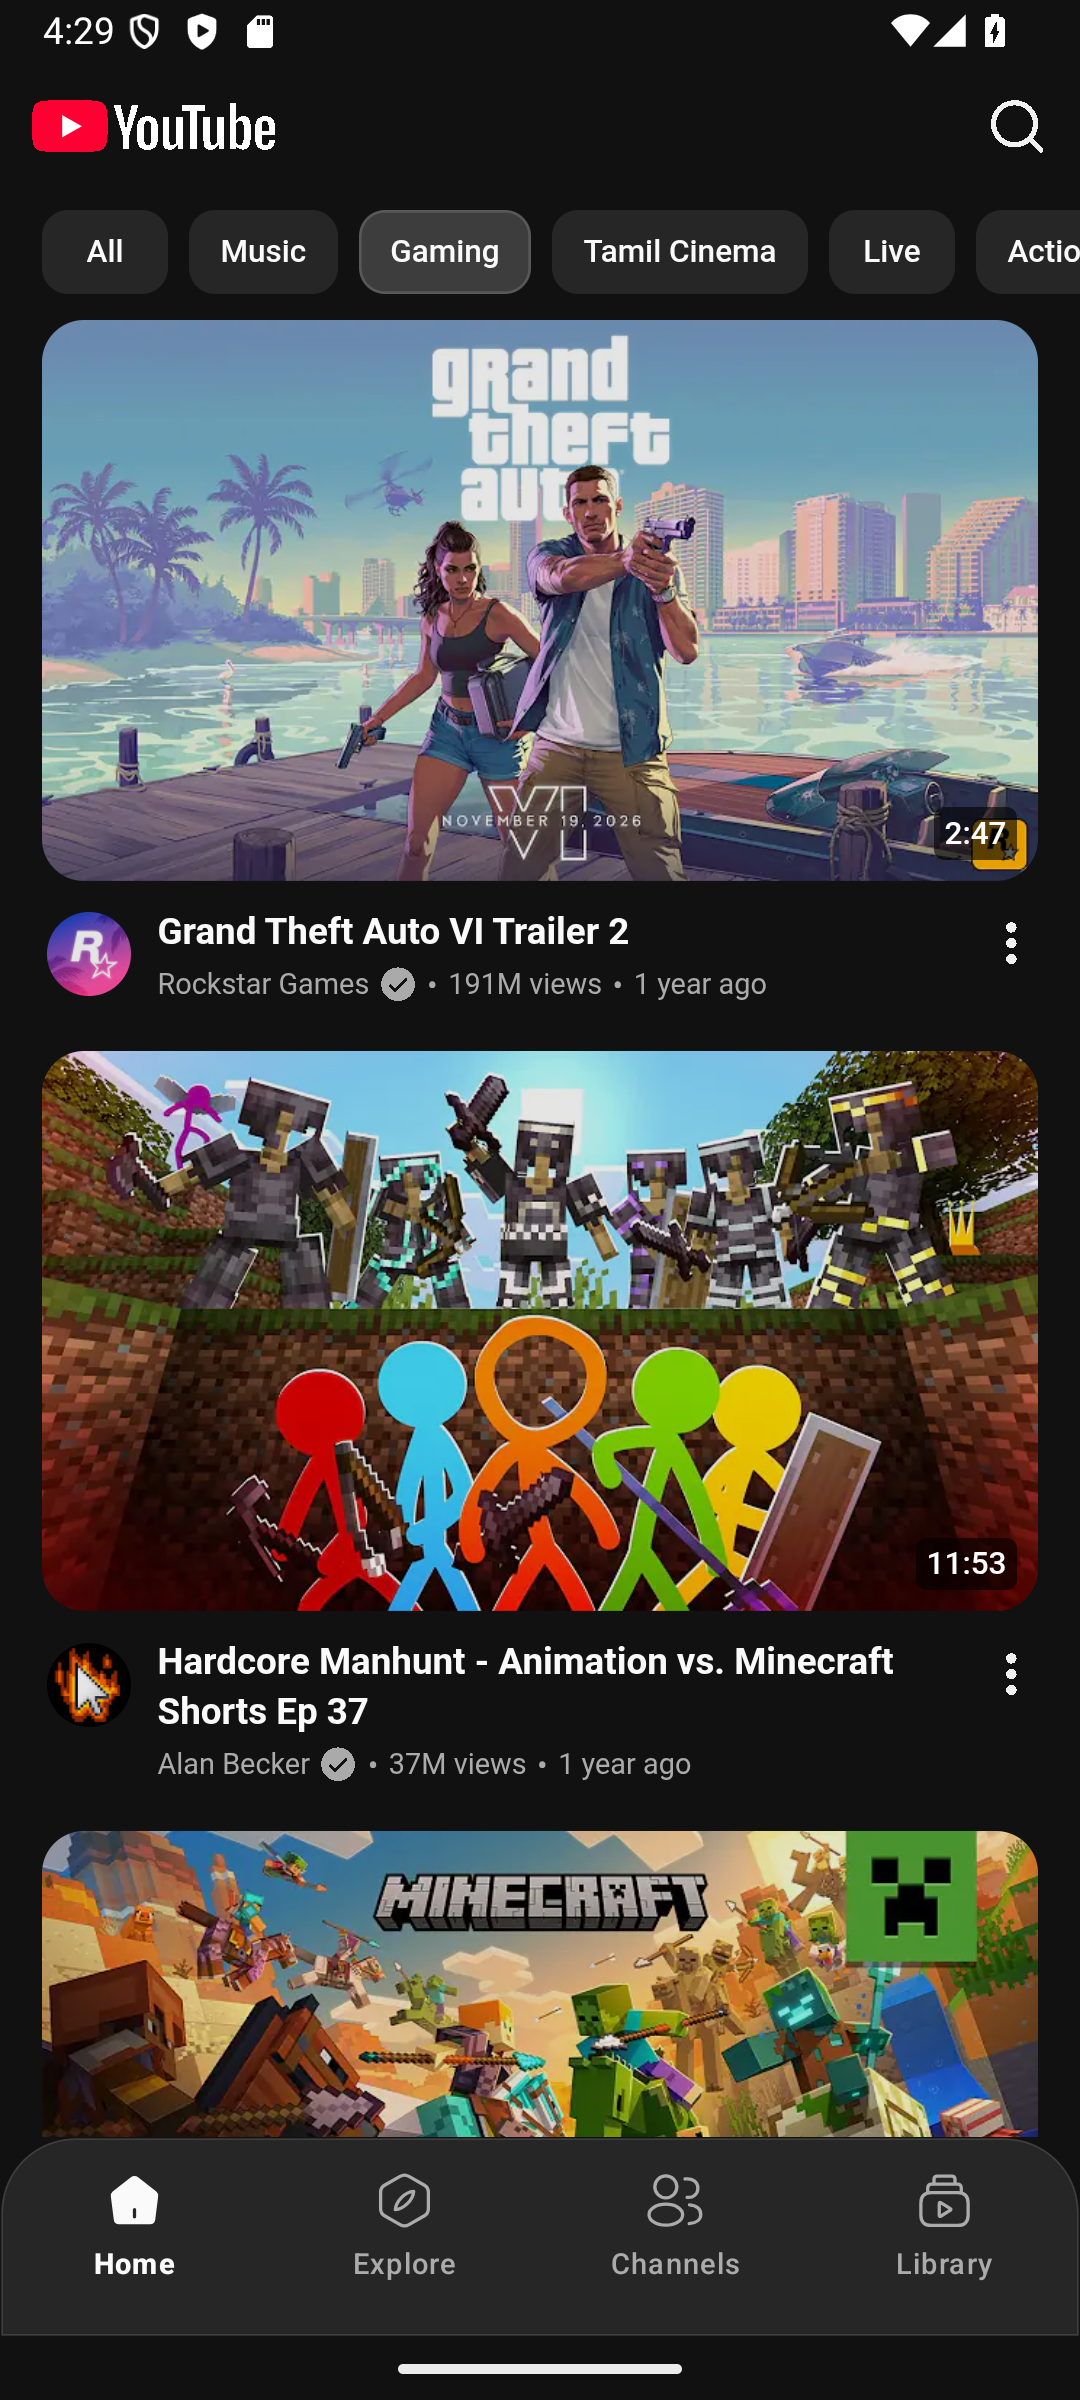 4:29
YouTube
All
Music
Gaming
Tamil Cinema
Live
Actio
grand
theft
auto
VI
NOVEMBER 19, 2026
2:47
Grand Theft Auto VI Trailer 2
Rockstar Games • 191M views • 1 year ago
11:53
Hardcore Manhunt - Animation vs. Minecraft
Shorts Ep 37
Alan Becker • 37M views • 1 year ago
MINECRAFT
Home
Explore
Channels
Library